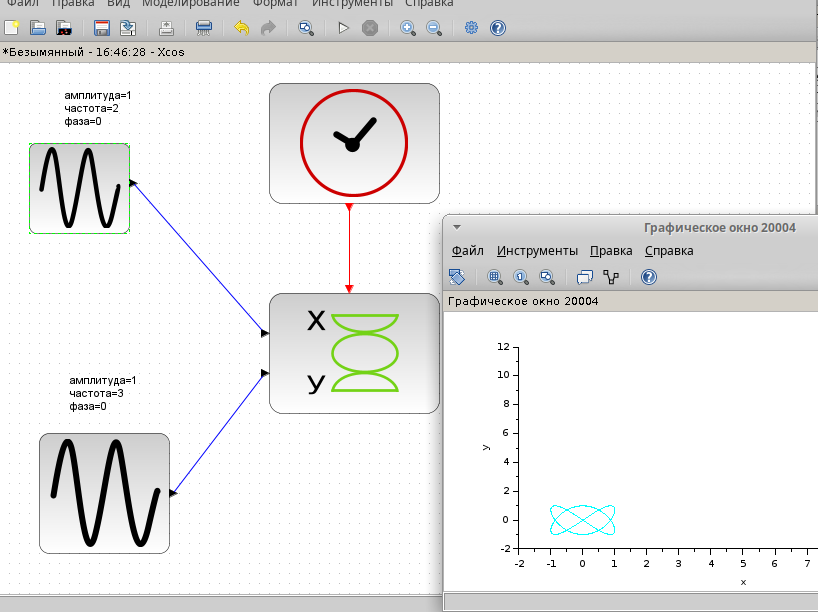 Файл Правка Вид Моделирование Формат Инструменты Справка
*Безымянный - 16:46:28 - Xcos
амплитуда=1
частота=2
фаза=0
X
y
амплитуда=1
частота=3
фаза=0
Графическое окно 20004
Файл Инструменты Правка Справка
Графическое окно 20004
12
10
8
6
4
2
0
-2
y
-2 -1 0 1 2 3 4 5 6 7
x